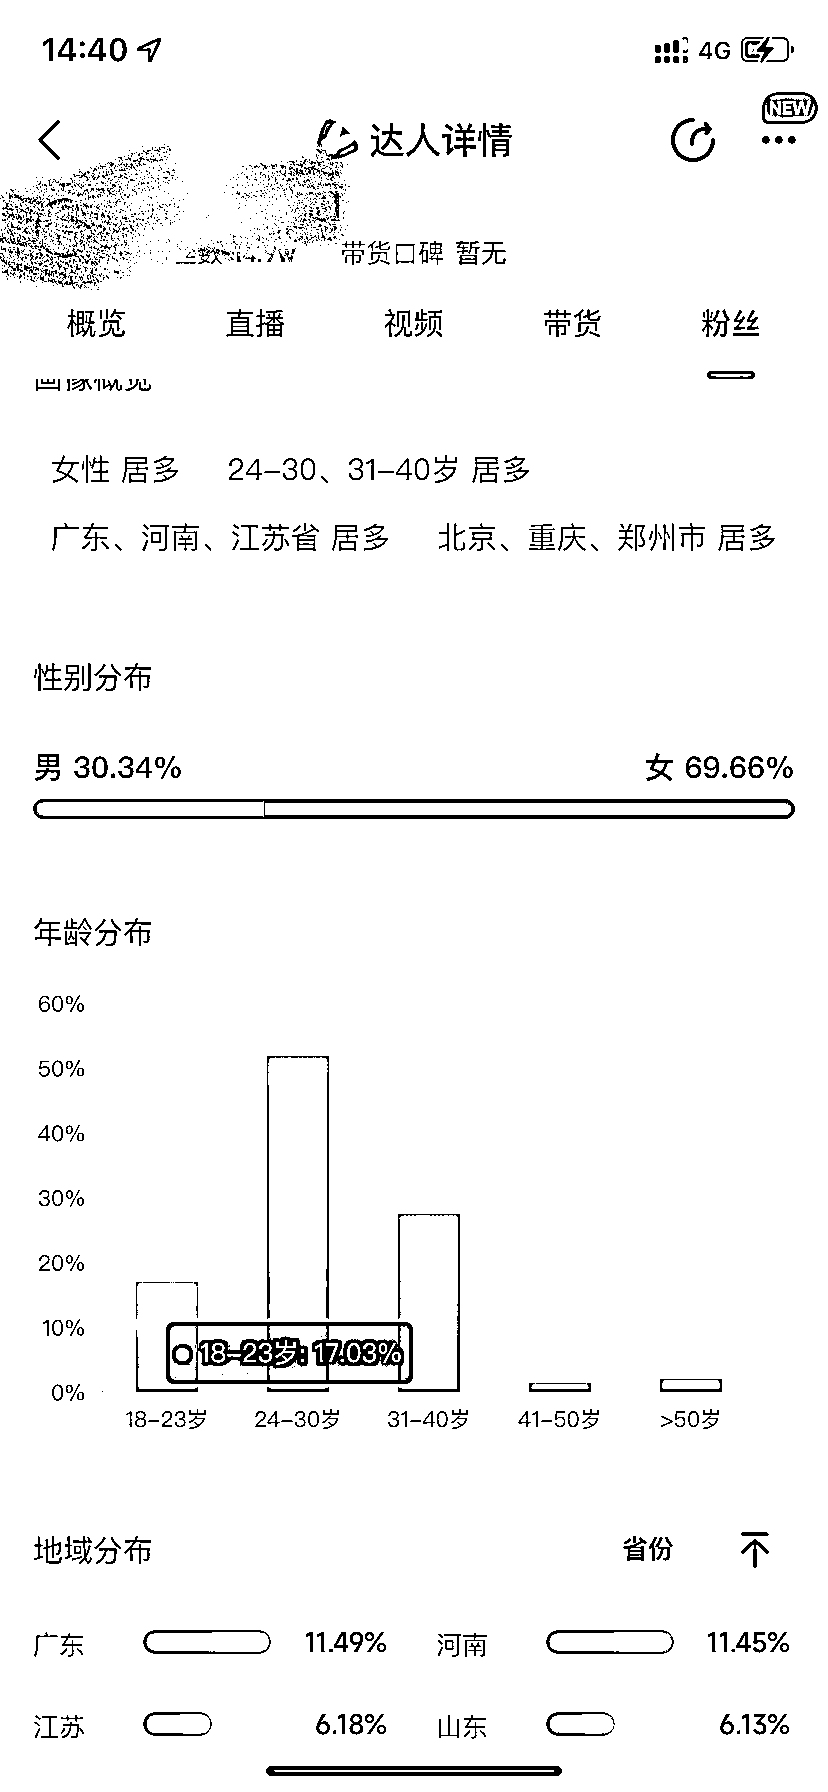 14:40
4G
NEW
达人详情
带货口碑 暂无
概览 直播 视频 带货 粉丝
画像概览
女性 居多 24-30、31-40岁 居多
广东、河南、江苏省 居多 北京、重庆、郑州市 居多
性别分布
男 30.34% 女 69.66%
年龄分布
60%
50%
40%
30%
20%
10%
18-23岁: 17.03%
0%
18-23岁 24-30岁 31-40岁 41-50岁 >50岁
地域分布 省份
广东 11.49% 河南 11.45%
江苏 6.18% 山东 6.13%